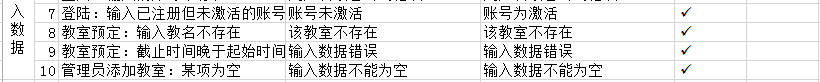 入数据
7 登陆：输入已注册但未激活的账号 账号未激活 账号为激活 ✓
8 教室预定：输入教名不存在 该教室不存在 该教室不存在 ✓
9 教室预定：截止时间晚于起始时间 输入数据错误 输入数据错误 ✓
10 管理员添加教室：某项为空 输入数据不能为空 输入数据不能为空 ✓